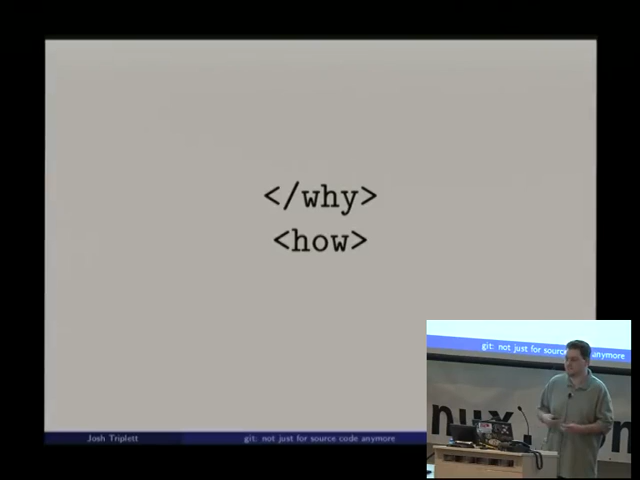 </why>
<how>
Josh Triplett
git: not just for source code anymore
git: not just for source anymore